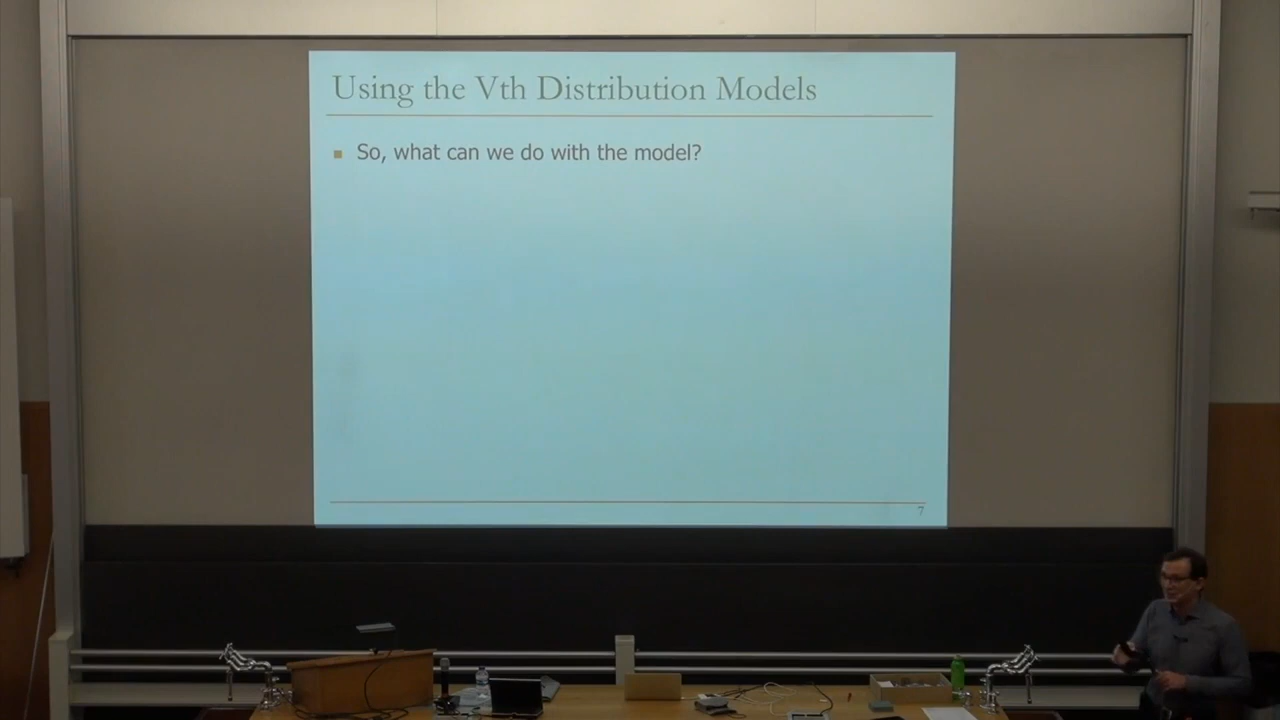 Using the Vth Distribution Models
So, what can we do with the model?
7